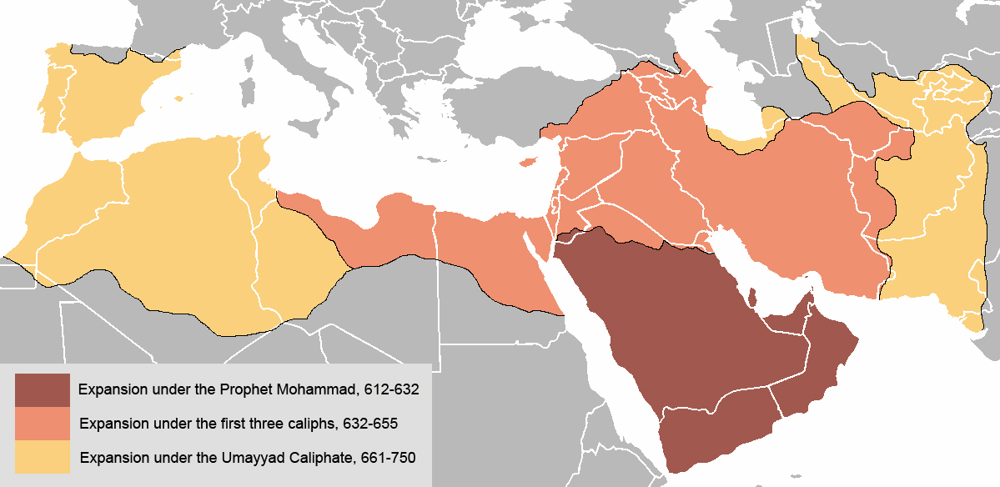 Expansion under the Prophet Mohammad, 612-632
Expansion under the first three caliphs, 632-655
Expansion under the Umayyad Caliphate, 661-750